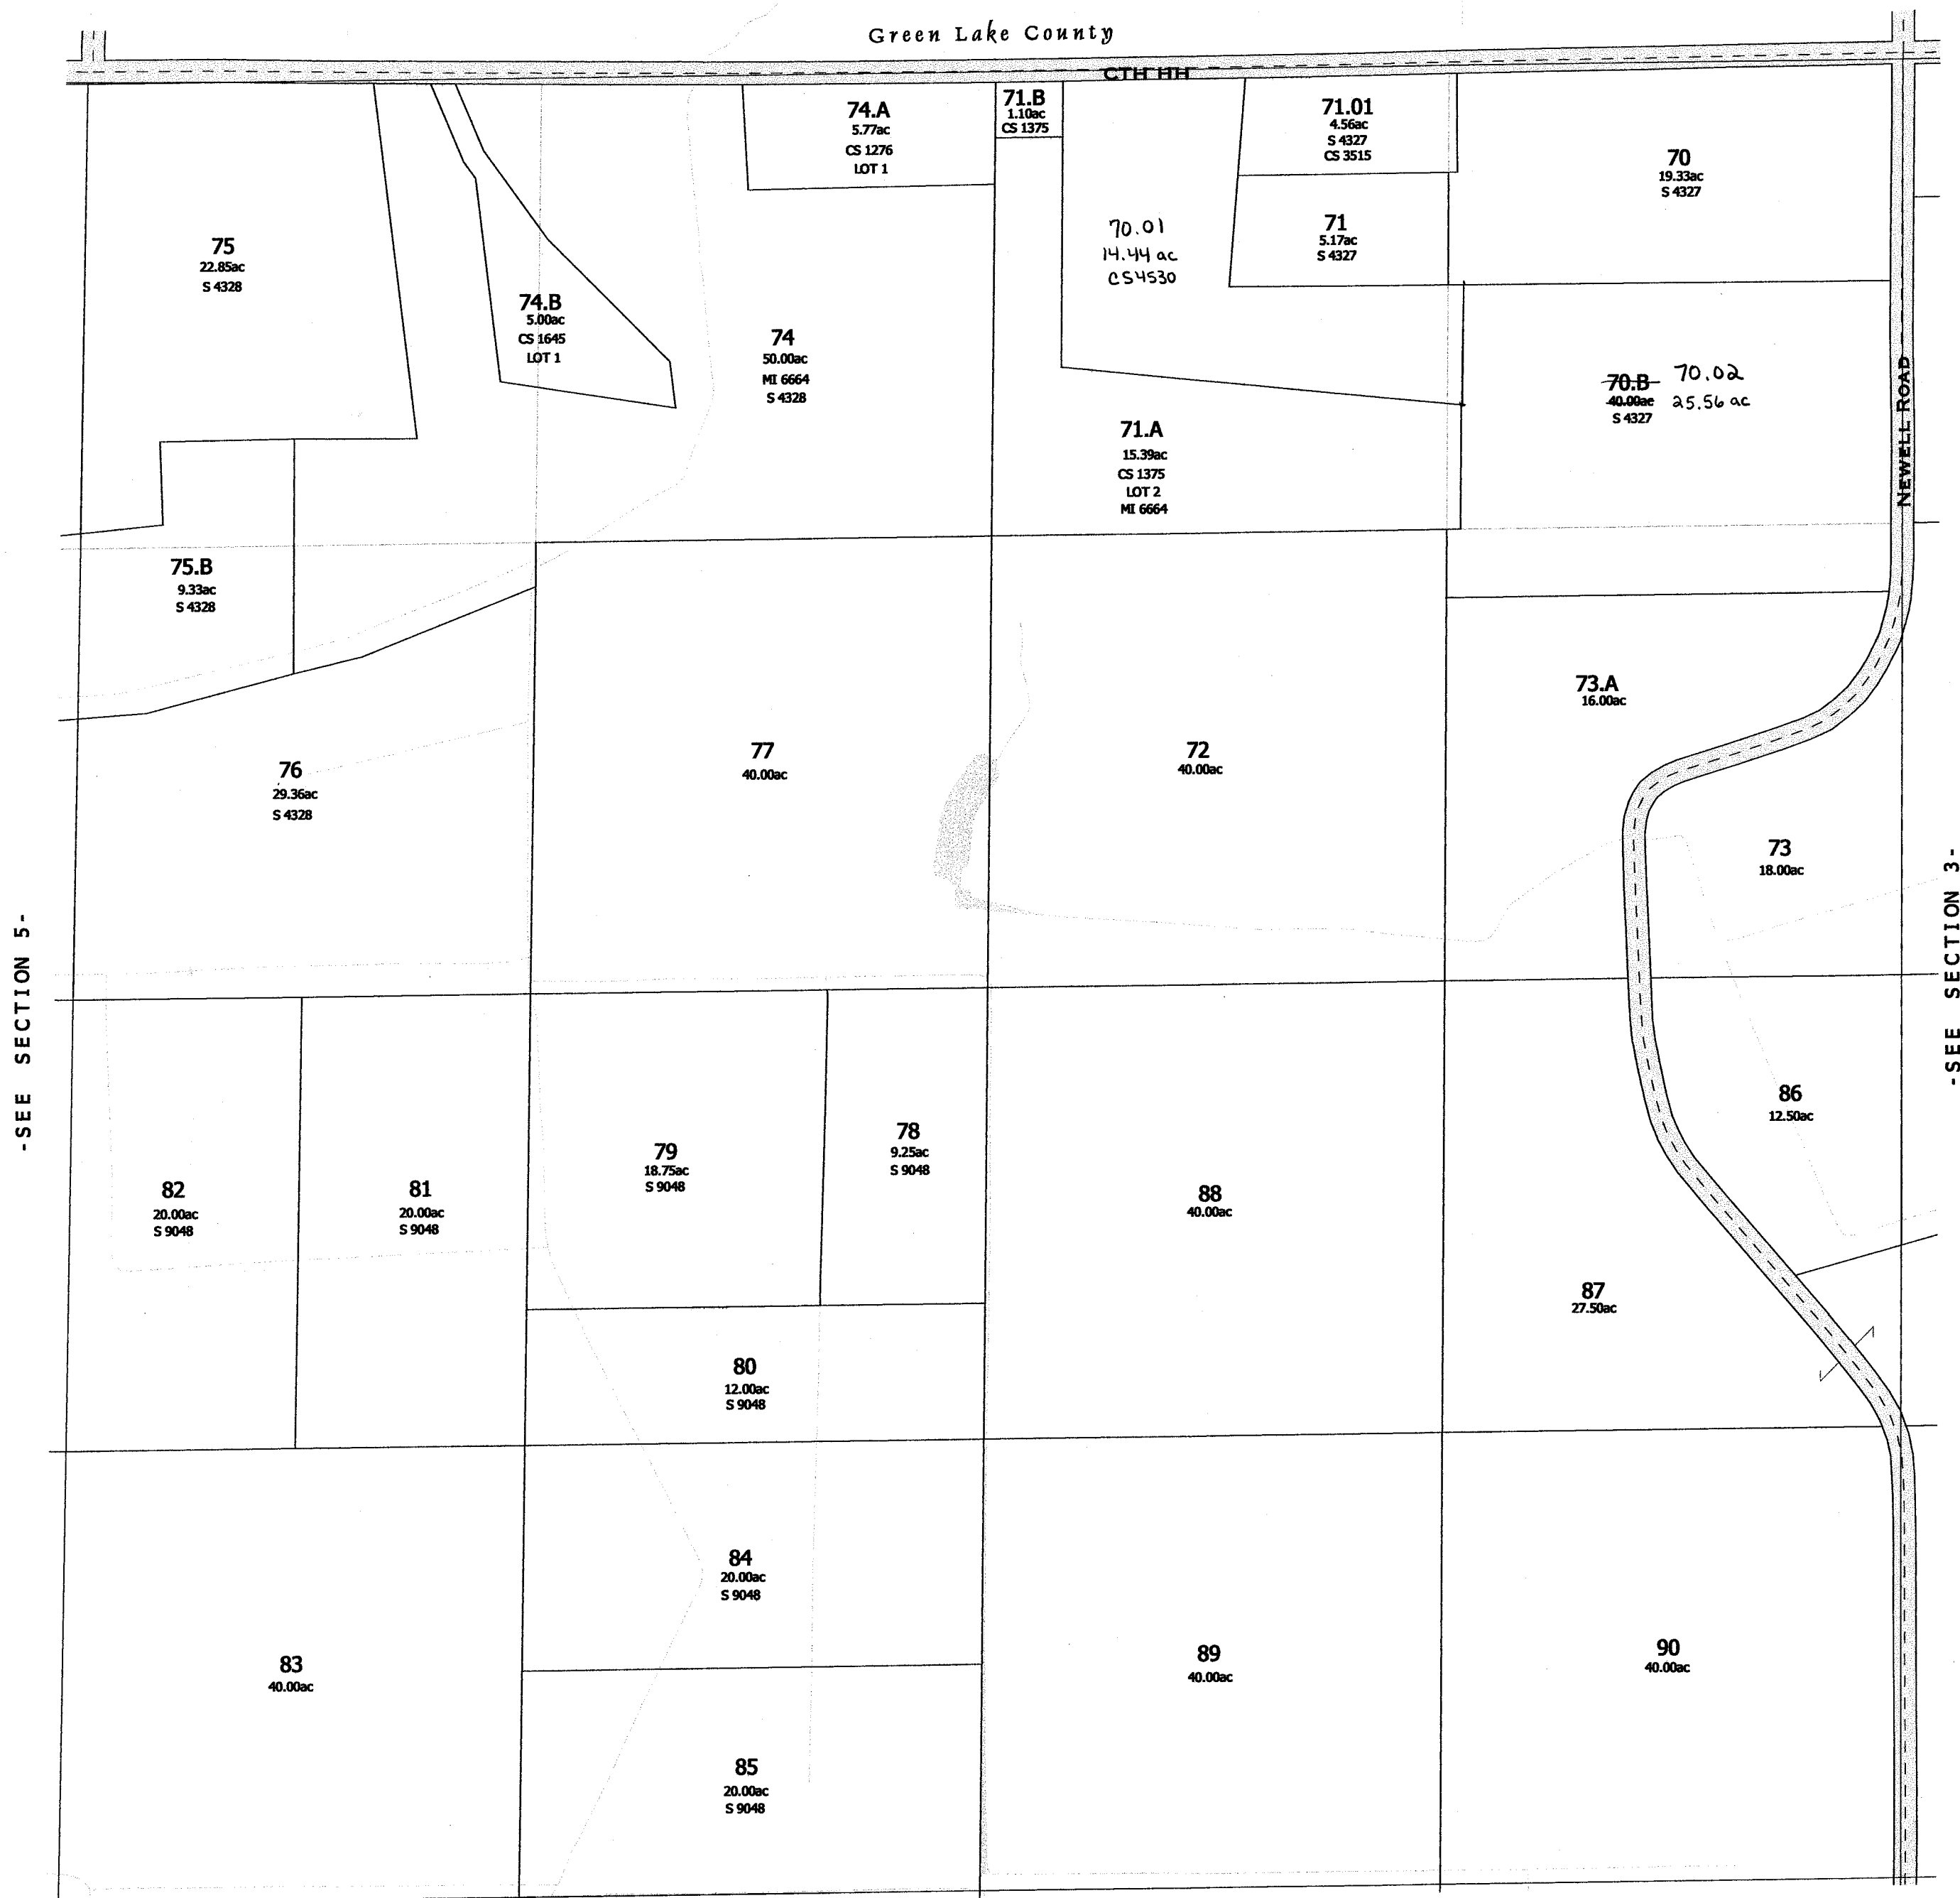 Green Lake County
CTH HH
74.A
5.77ac
CS 1276
LOT 1
71.B
1.10ac
CS 1375
71.01
4.56ac
S 4327
CS 3515
70
19.33ac
S 4327
75
22.85ac
S 4328
70.01
14.44 ac
CS4530
71
5.17ac
S 4327
74.B
5.00ac
CS 1645
LOT 1
74
50.00ac
MI 6664
S 4328
70.B 70.02
40.00ac 25.56 ac
S 4327
NEWELL ROAD
71.A
15.39ac
CS 1375
LOT 2
MI 6664
75.B
9.33ac
S 4328
73.A
16.00ac
76
29.36ac
S 4328
77
40.00ac
72
40.00ac
73
18.00ac
-SEE SECTION 5-
-SEE SECTION 3-
82
20.00ac
S 9048
81
20.00ac
S 9048
79
18.75ac
S 9048
78
9.25ac
S 9048
88
40.00ac
86
12.50ac
87
27.50ac
80
12.00ac
S 9048
84
20.00ac
S 9048
83
40.00ac
89
40.00ac
90
40.00ac
85
20.00ac
S 9048